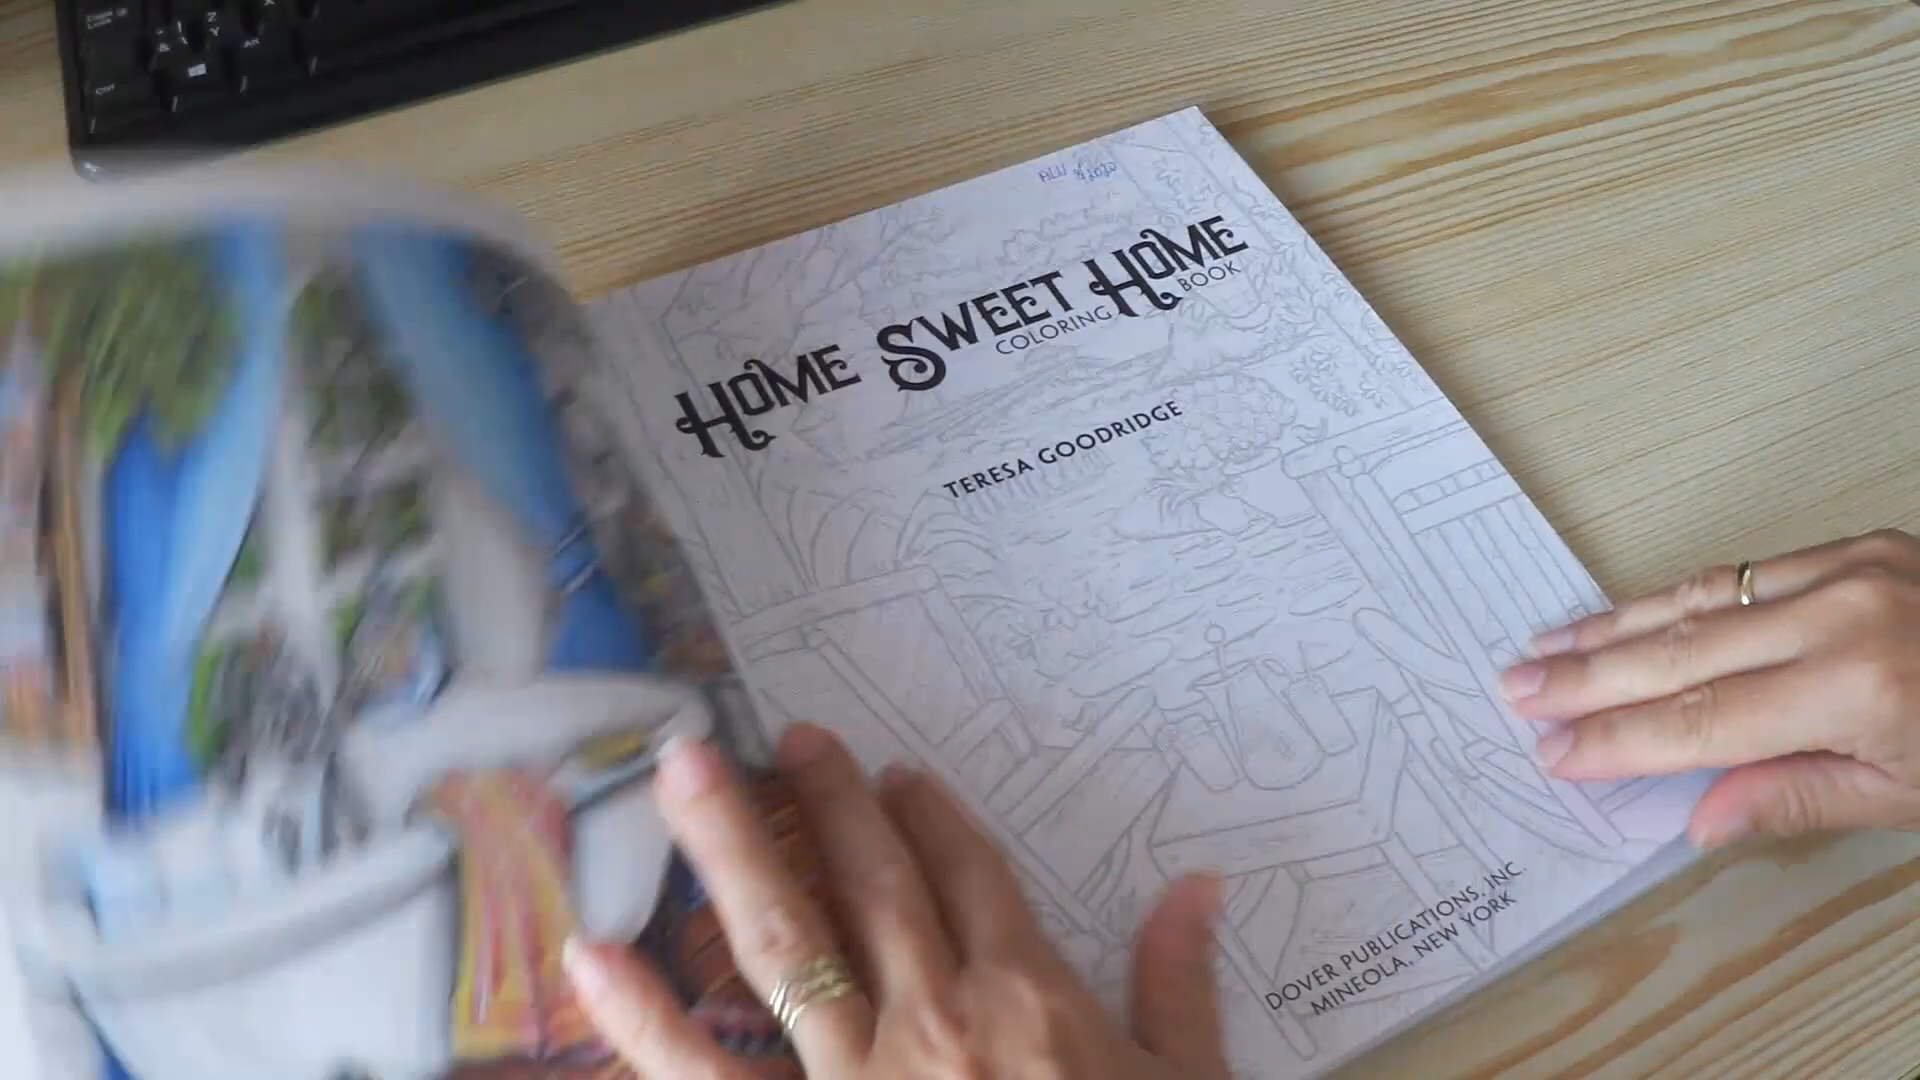 HOME SWEET HOME
COLORING BOOK
TERESA GOODRIDGE
DOVER PUBLICATIONS, INC.
MINEOLA, NEW YORK